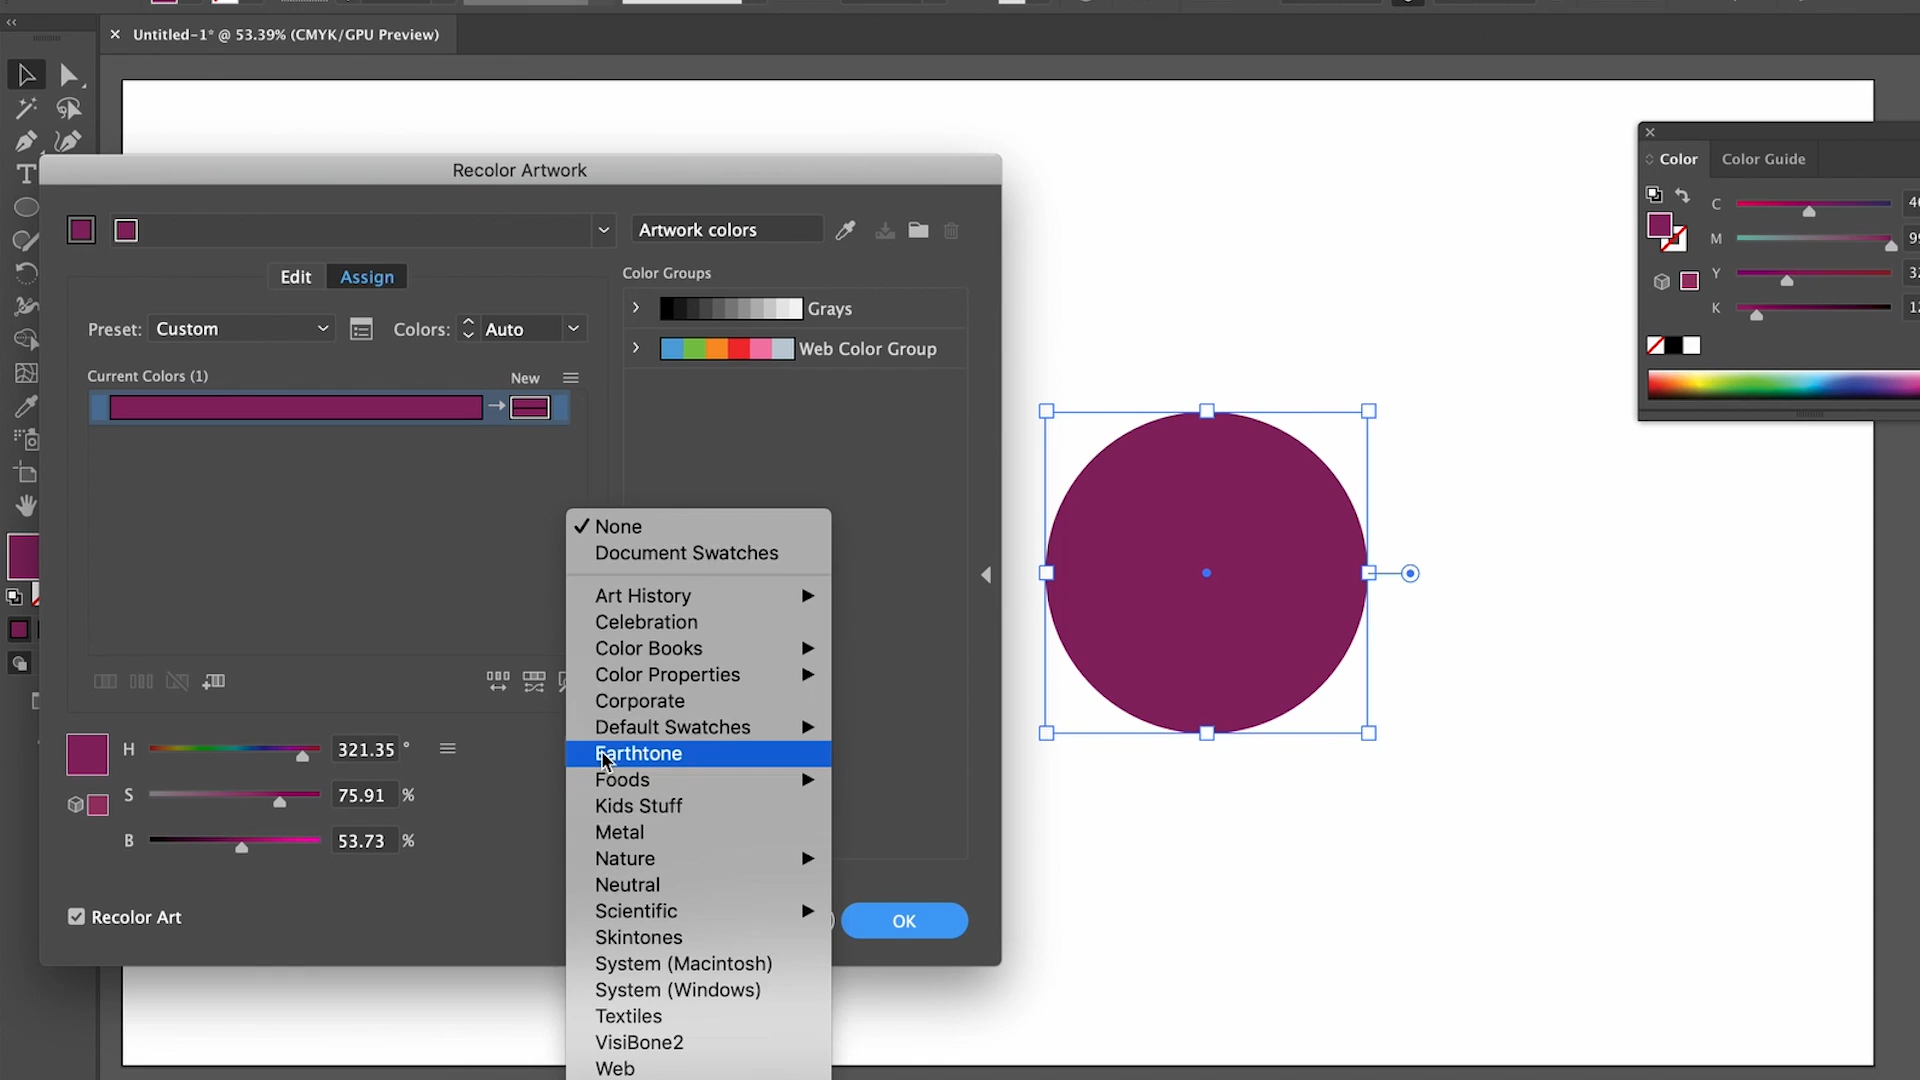 Untitled-1* @ 53.39% (CMYK/GPU Preview)
Recolor Artwork
Artwork colors
Edit
Assign
Color Groups
Preset: Custom
Colors: Auto
Grays
Web Color Group
Current Colors (1)
New
None
Document Swatches
Art History
Celebration
Color Books
Color Properties
Corporate
Default Swatches
Earthtone
Foods
Kids Stuff
Metal
Nature
Neutral
Scientific
Skintones
System (Macintosh)
System (Windows)
Textiles
VisiBone2
Web
H 321.35 °
S 75.91 %
B 53.73 %
Recolor Art
OK
Color
Color Guide
C
M
Y
K